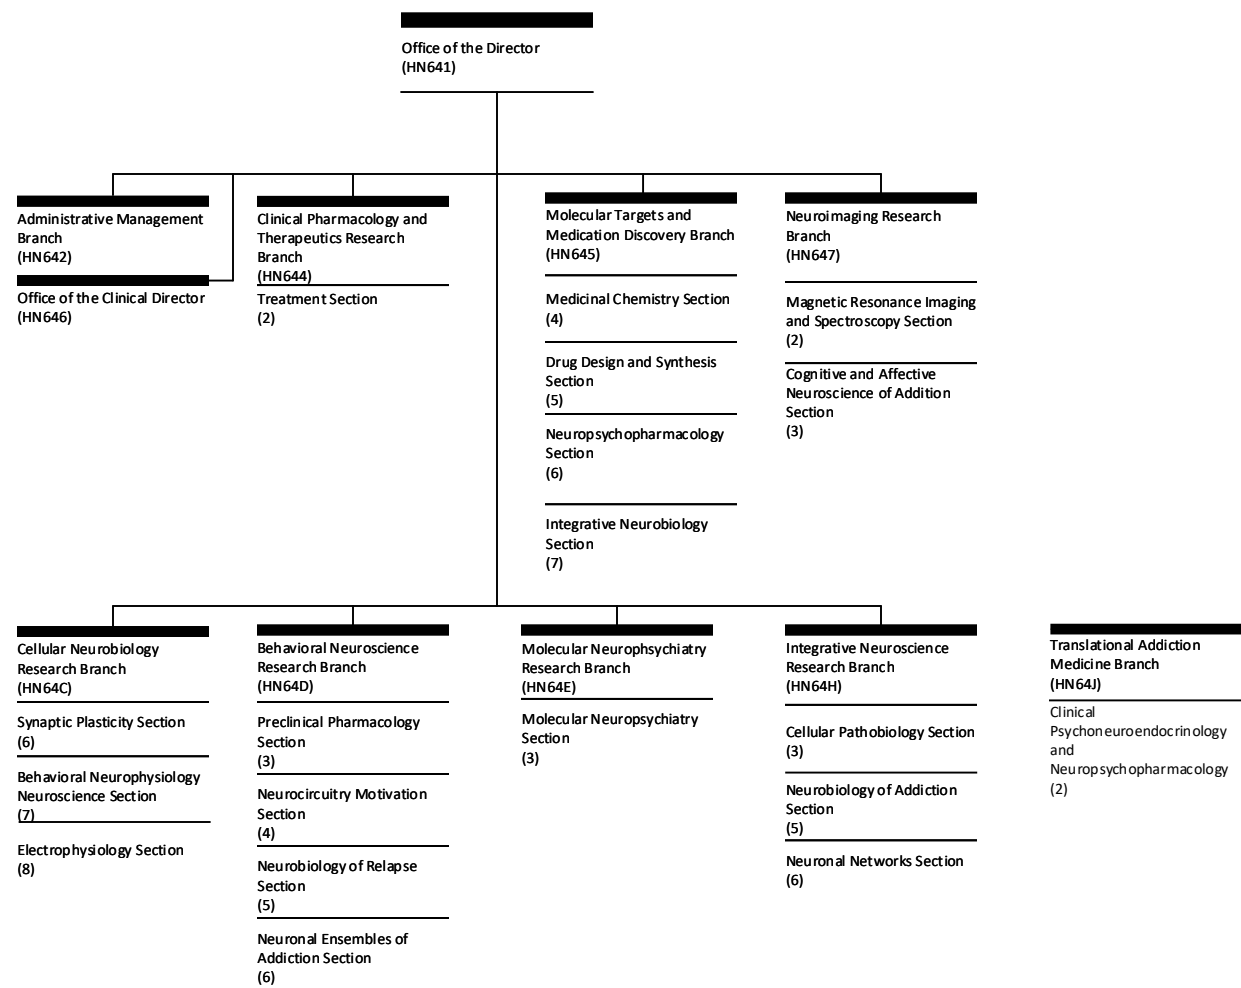 Office of the Director
(HN641)
Administrative Management
Branch
(HN642)
Office of the Clinical Director
(HN646)
Clinical Pharmacology and
Therapeutics Research
Branch
(HN644)
Treatment Section
(2)
Molecular Targets and
Medication Discovery Branch
(HN645)
Medicinal Chemistry Section
(4)
Drug Design and Synthesis
Section
(5)
Neuropsychopharmacology
Section
(6)
Integrative Neurobiology
Section
(7)
Neuroimaging Research
Branch
(HN647)
Magnetic Resonance Imaging
and Spectroscopy Section
(2)
Cognitive and Affective
Neuroscience of Addition
Section
(3)
Cellular Neurobiology
Research Branch
(HN64C)
Synaptic Plasticity Section
(6)
Behavioral Neurophysiology
Neuroscience Section
(7)
Electrophysiology Section
(8)
Behavioral Neuroscience
Research Branch
(HN64D)
Preclinical Pharmacology
Section
(3)
Neurocircuitry Motivation
Section
(4)
Neurobiology of Relapse
Section
(5)
Neuronal Ensembles of
Addiction Section
(6)
Molecular Neurophsychiatry
Research Branch
(HN64E)
Molecular Neuropsychiatry
Section
(3)
Integrative Neuroscience
Research Branch
(HN64H)
Cellular Pathobiology Section
(3)
Neurobiology of Addiction
Section
(5)
Neuronal Networks Section
(6)
Translational Addiction
Medicine Branch
(HN64J)
Clinical
Psychoneuroendocrinology
and
Neuropsychopharmacology
(2)